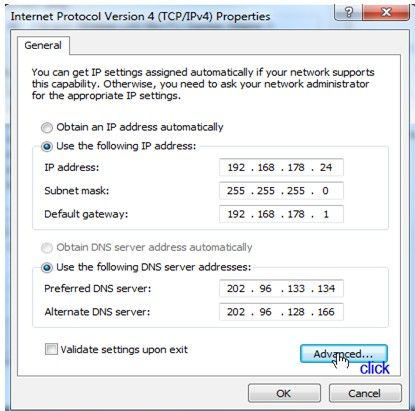 Internet Protocol Version 4 (TCP/IPv4) Properties
General
You can get IP settings assigned automatically if your network supports
this capability. Otherwise, you need to ask your network administrator
for the appropriate IP settings.
Obtain an IP address automatically
Use the following IP address:
IP address: 192 . 168 . 178 . 24
Subnet mask: 255 . 255 . 255 . 0
Default gateway: 192 . 168 . 178 . 1
Obtain DNS server address automatically
Use the following DNS server addresses:
Preferred DNS server: 202 . 96 . 133 . 134
Alternate DNS server: 202 . 96 . 128 . 166
Validate settings upon exit
Advanced...
click
OK Cancel